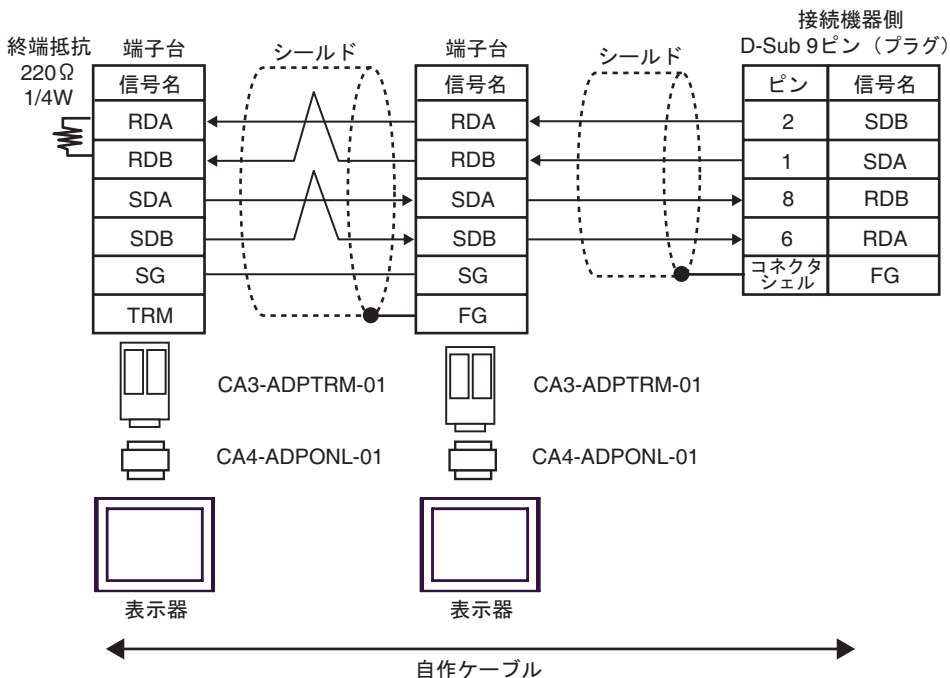 終端抵抗
220Ω
1/4W
端子台
信号名
RDA
RDB
SDA
SDB
SG
TRM
シールド
端子台
信号名
RDA
RDB
SDA
SDB
SG
FG
シールド
接続機器側
D-Sub 9ピン（プラグ）
ピン 信号名
2 SDB
1 SDA
8 RDB
6 RDA
コネクタ
シェル FG
CA3-ADPTRM-01
CA3-ADPTRM-01
CA4-ADPONL-01
CA4-ADPONL-01
表示器
表示器
自作ケーブル